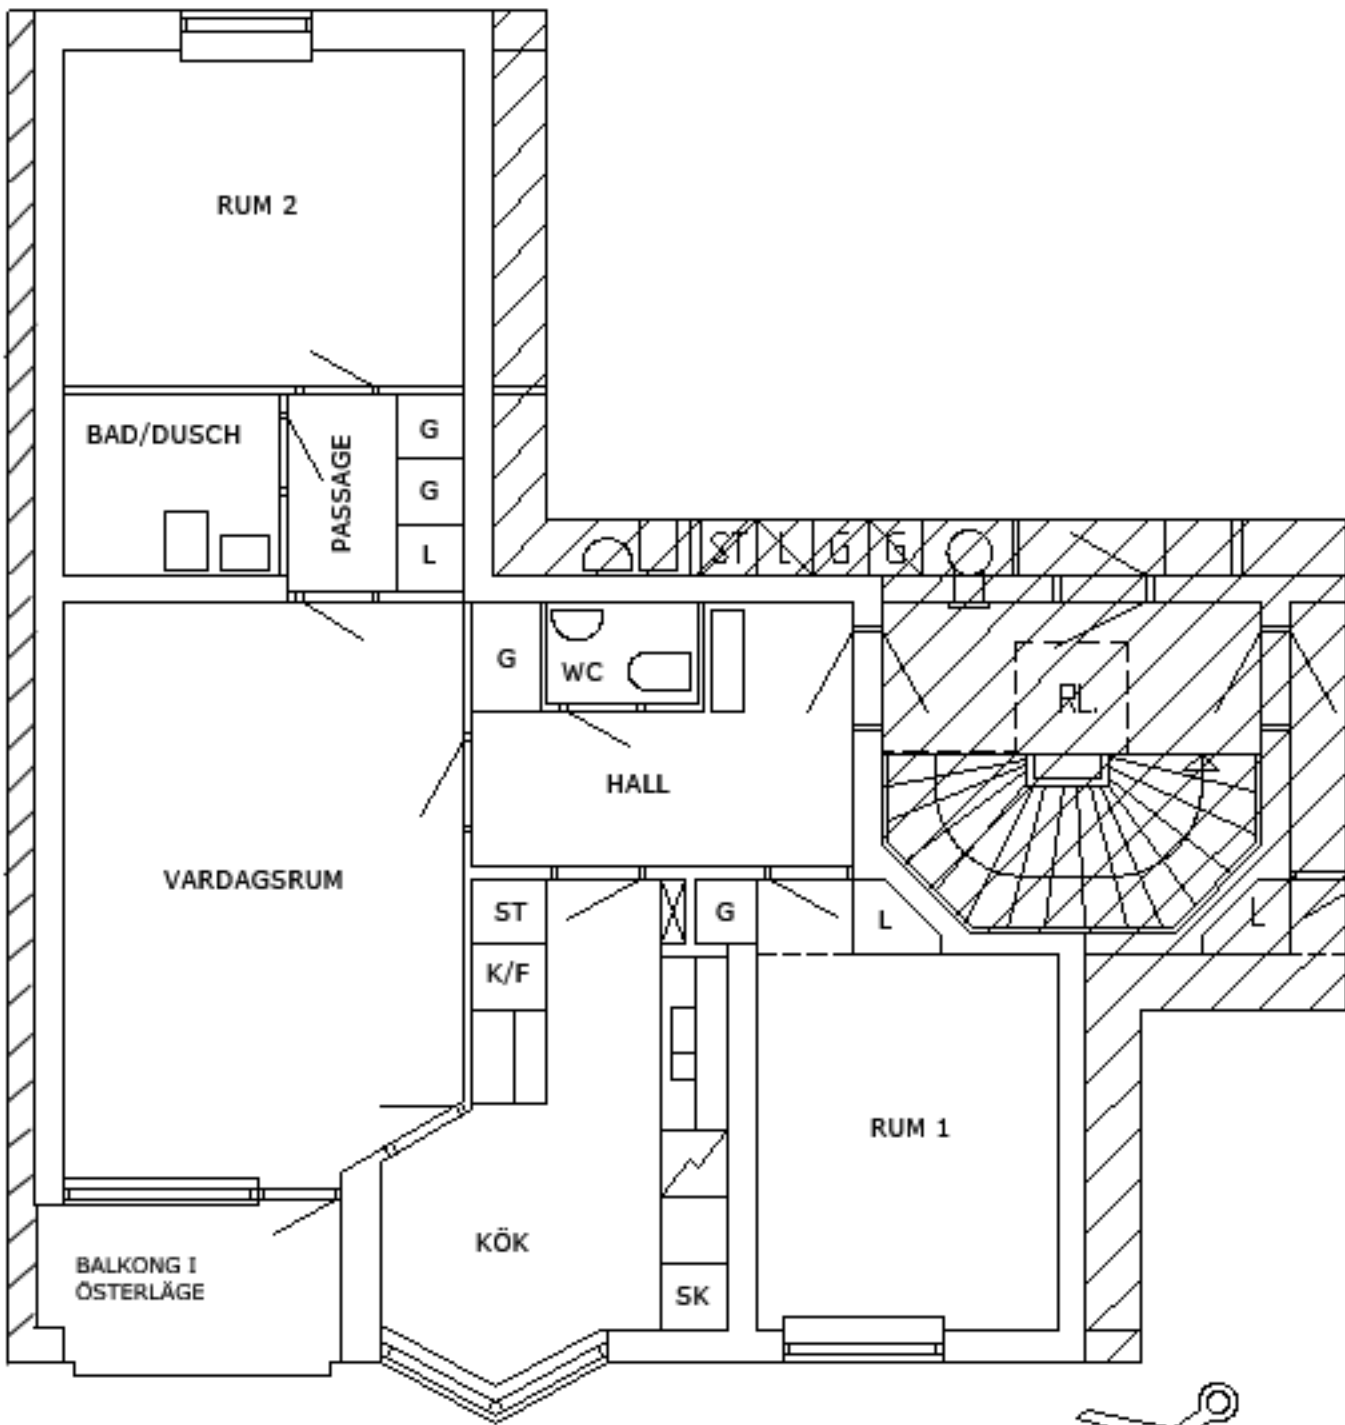 RUM 2
BAD/DUSCH
PASSAGE
G
G
L
ST
L
G
G
G
WC
RL.
HALL
VARDAGSRUM
ST
G
L
L
K/F
RUM 1
KÖK
BALKONG I
ÖSTERLÄGE
SK